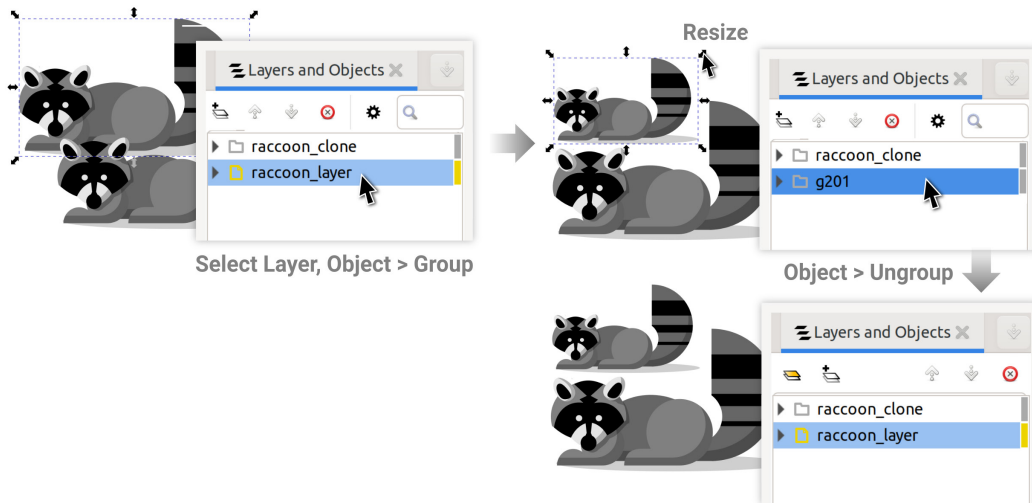 Layers and Objects
raccoon_clone
raccoon_layer
Select Layer, Object > Group
Resize
Layers and Objects
raccoon_clone
g201
Object > Ungroup
Layers and Objects
raccoon_clone
raccoon_layer